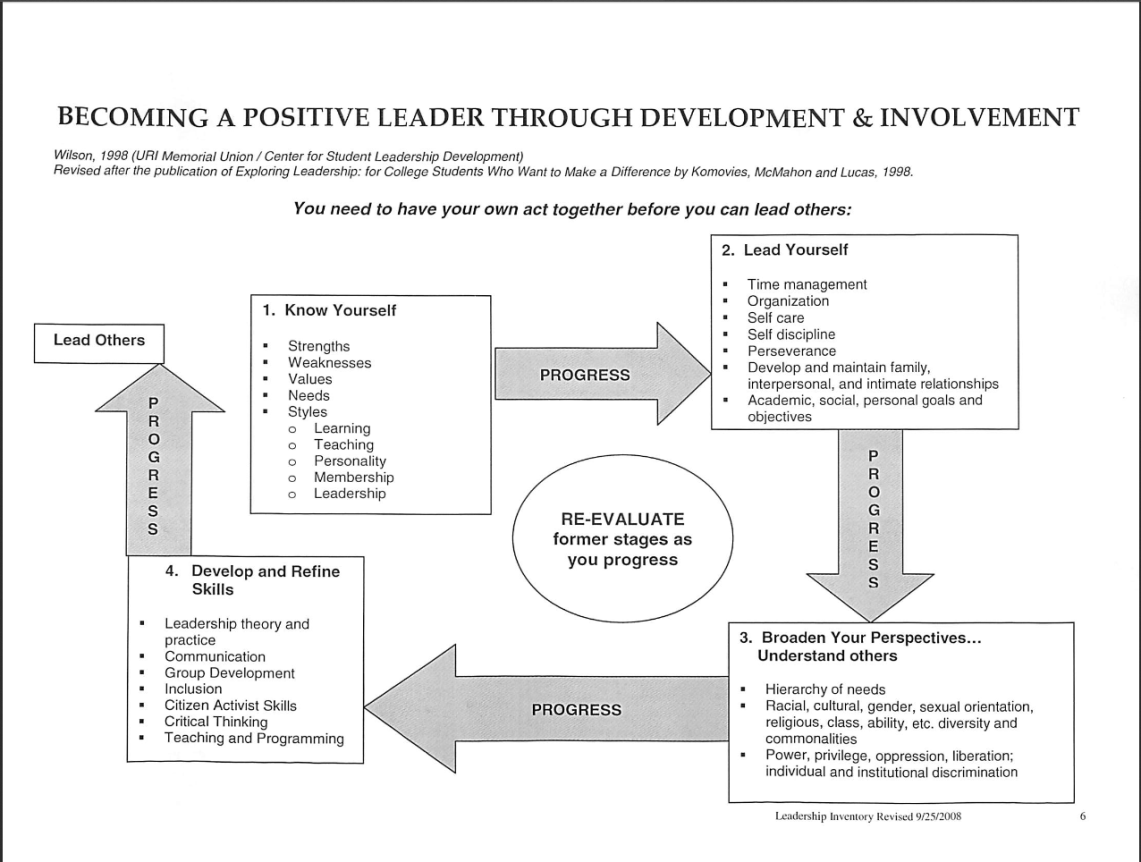 BECOMING A POSITIVE LEADER THROUGH DEVELOPMENT & INVOLVEMENT
Wilson, 1998 (URI Memorial Union / Center for Student Leadership Development)
Revised after the publication of Exploring Leadership: for College Students Who Want to Make a Difference by Komovies, McMahon and Lucas, 1998.
You need to have your own act together before you can lead others:
1. Know Yourself
▪ Strengths
▪ Weaknesses
▪ Values
▪ Needs
▪ Styles
o Learning
o Teaching
o Personality
o Membership
o Leadership
PROGRESS
2. Lead Yourself
▪ Time management
▪ Organization
▪ Self care
▪ Self discipline
▪ Perseverance
▪ Develop and maintain family,
interpersonal, and intimate relationships
▪ Academic, social, personal goals and
objectives
PROGRESS
3. Broaden Your Perspectives...
Understand others
▪ Hierarchy of needs
▪ Racial, cultural, gender, sexual orientation,
religious, class, ability, etc. diversity and
commonalities
▪ Power, privilege, oppression, liberation;
individual and institutional discrimination
PROGRESS
4. Develop and Refine
Skills
▪ Leadership theory and
practice
▪ Communication
▪ Group Development
▪ Inclusion
▪ Citizen Activist Skills
▪ Critical Thinking
▪ Teaching and Programming
PROGRESS
Lead Others
RE-EVALUATE
former stages as
you progress
Leadership Inventory Revised 9/25/2008 6